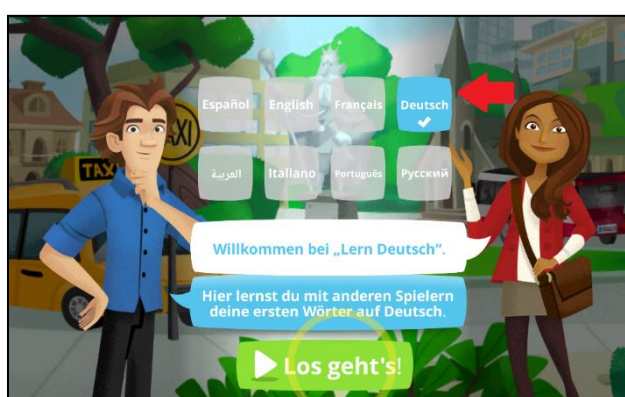 Español English Français Deutsch
العربية Italiano Português Русский
TAXI
TAXI
Willkommen bei „Lern Deutsch“.
Hier lernst du mit anderen Spielern
deine ersten Wörter auf Deutsch.
Los geht's!